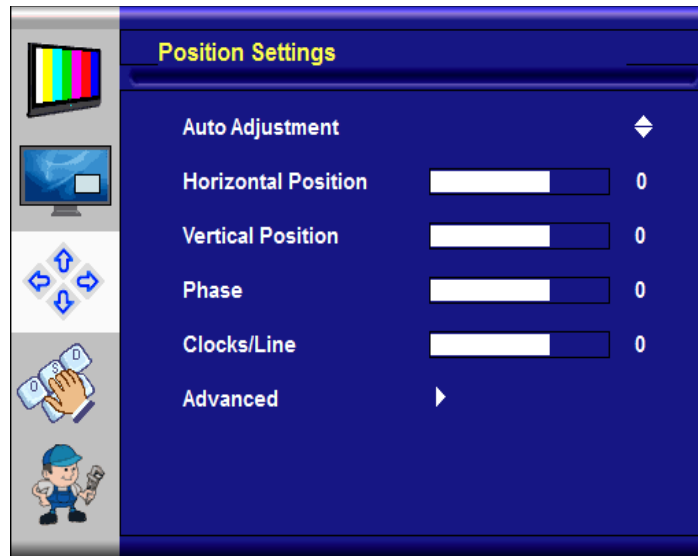 Position Settings
Auto Adjustment
Horizontal Position 0
Vertical Position 0
Phase 0
Clocks/Line 0
Advanced
O S D